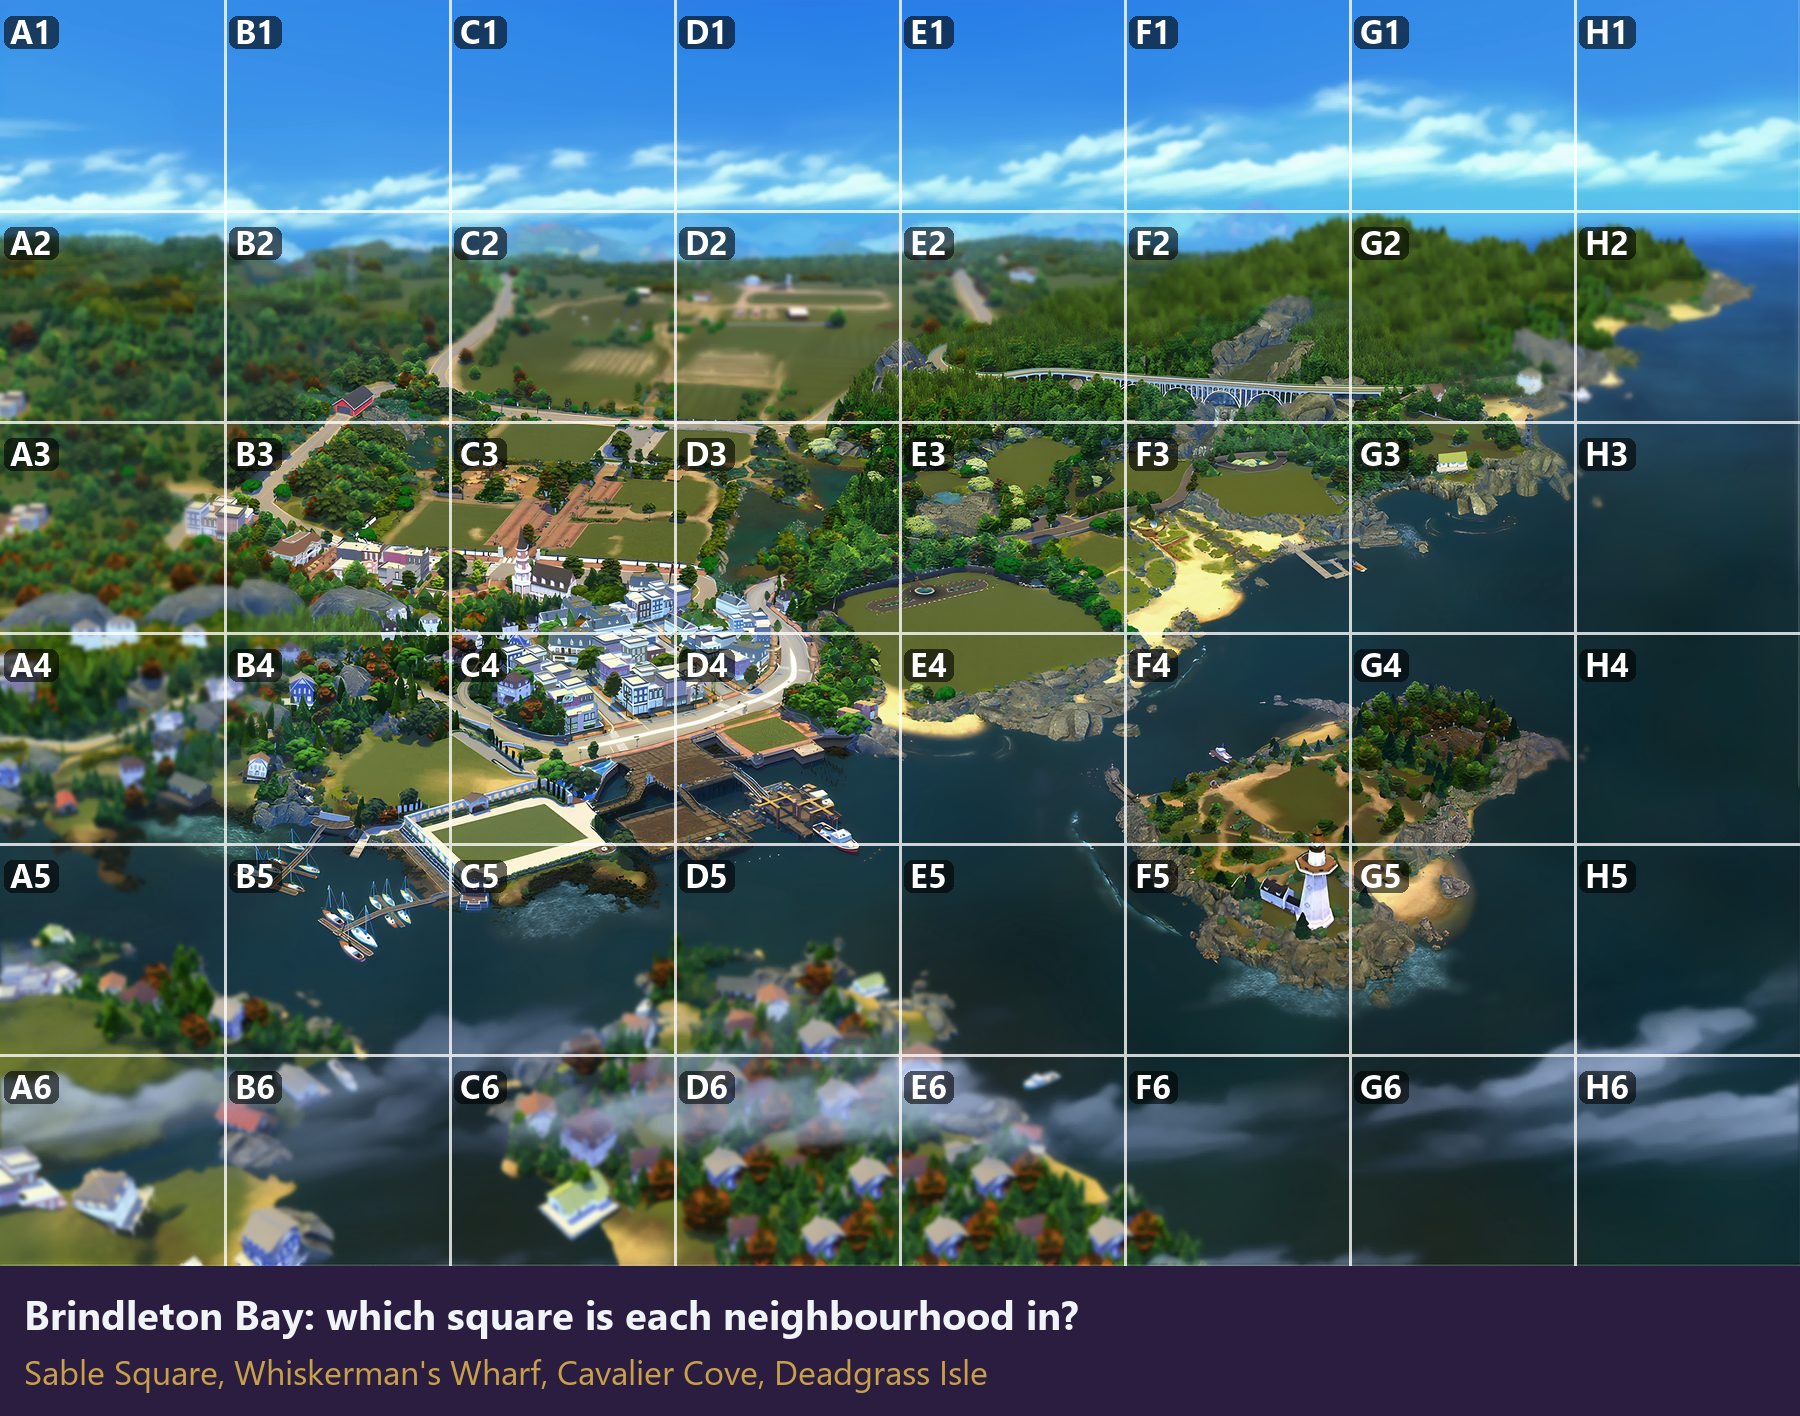 A1 B1 C1 D1 E1 F1 G1 H1
A2 B2 C2 D2 E2 F2 G2 H2
A3 B3 C3 D3 E3 F3 G3 H3
A4 B4 C4 D4 E4 F4 G4 H4
A5 B5 C5 D5 E5 F5 G5 H5
A6 B6 C6 D6 E6 F6 G6 H6
Brindleton Bay: which square is each neighbourhood in?
Sable Square, Whiskerman's Wharf, Cavalier Cove, Deadgrass Isle